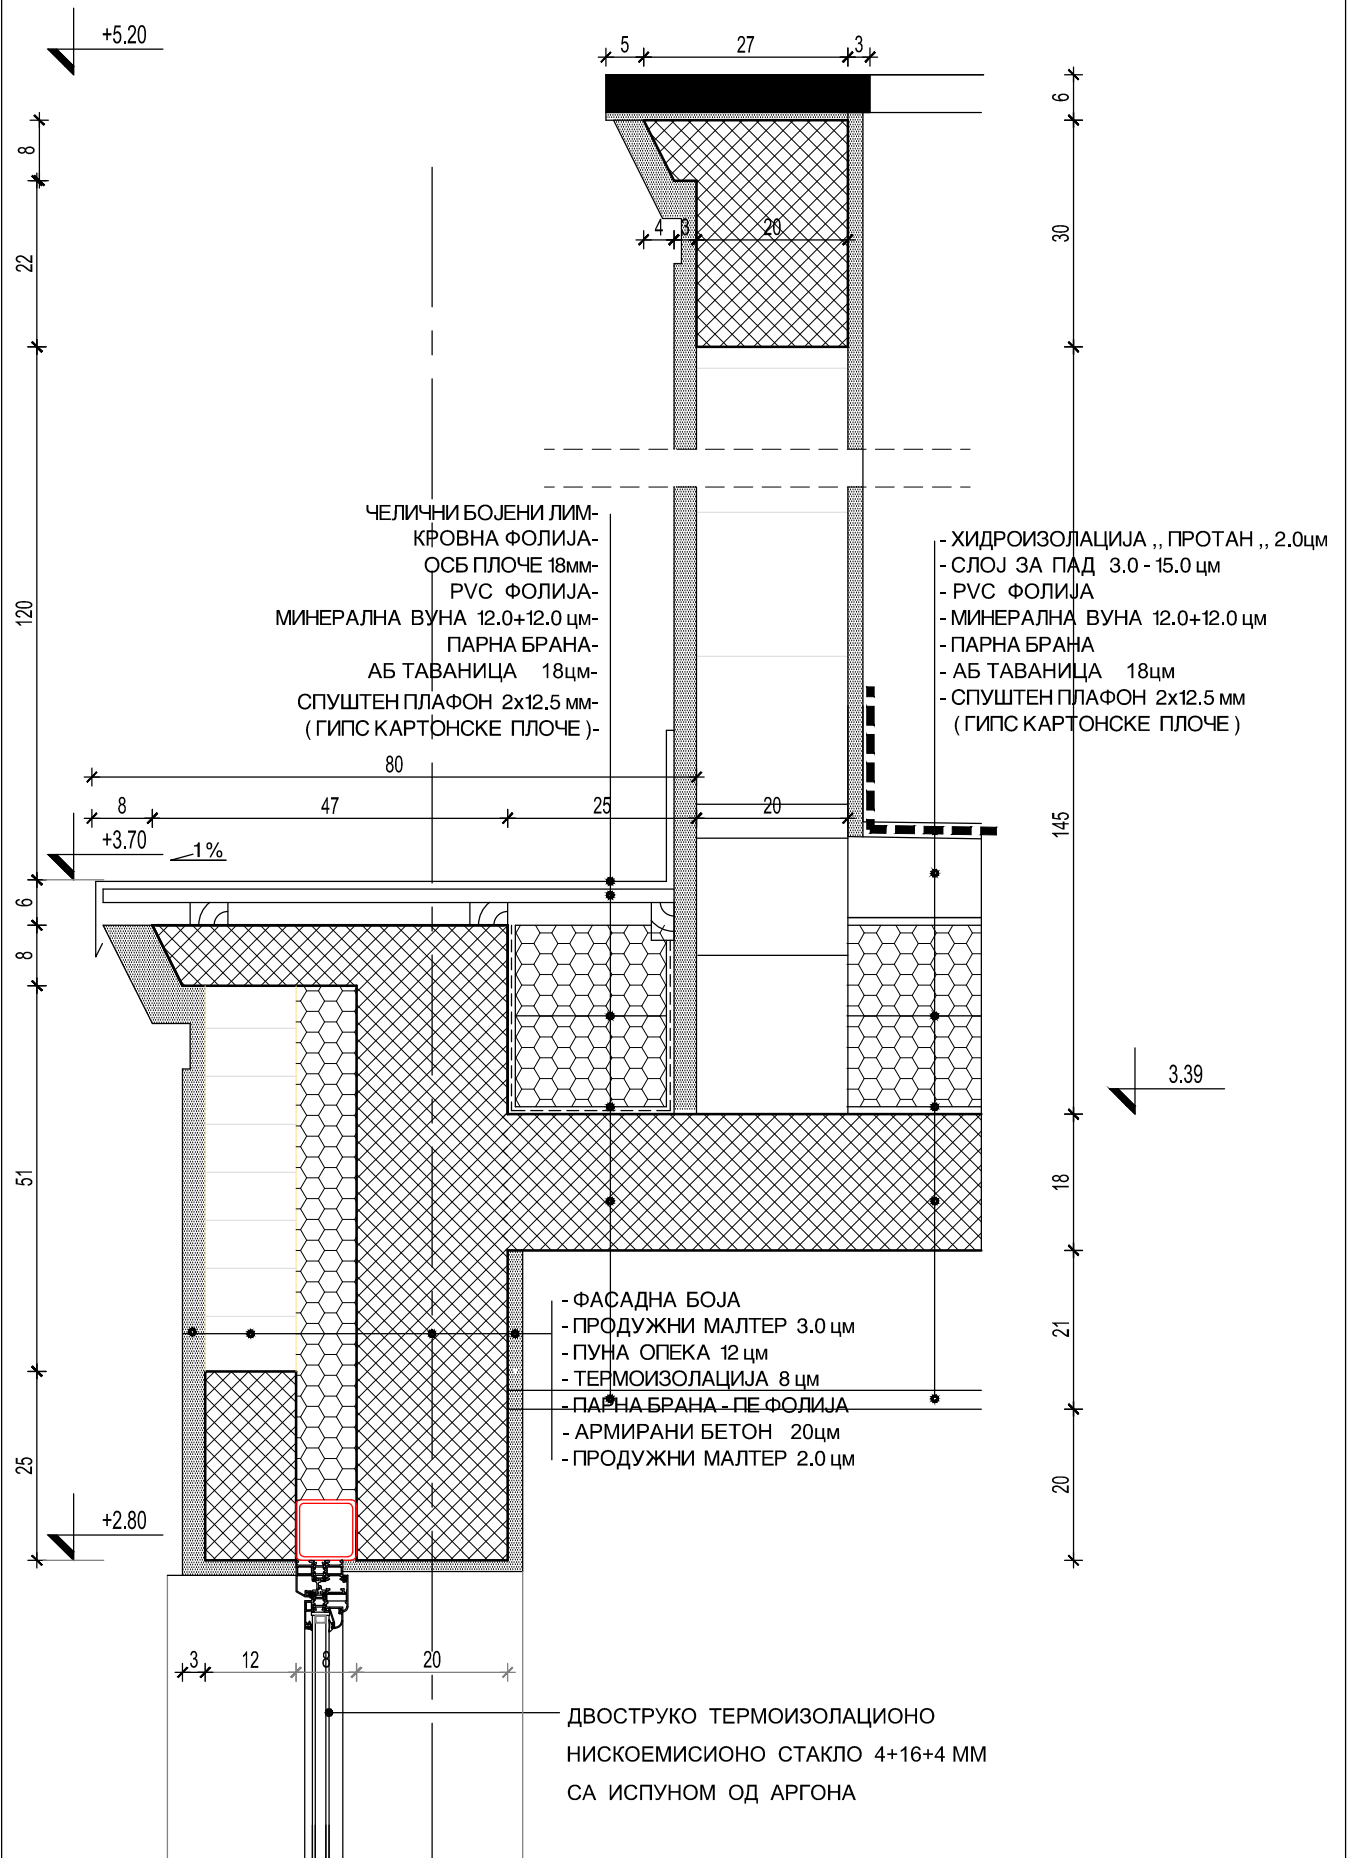 +5.20
5 27 3
6
8
4 3 20
30
22
ЧЕЛИЧНИ БОЈЕНИ ЛИМ-
КРОВНА ФОЛИЈА-
ОСБ ПЛОЧЕ 18мм-
PVC ФОЛИЈА-
МИНЕРАЛНА ВУНА 12.0+12.0 цм-
ПАРНА БРАНА-
АБ ТАВАНИЦА 18цм-
СПУШТЕН ПЛАФОН 2x12.5 мм-
( ГИПС КАРТОНСКЕ ПЛОЧЕ )-
- ХИДРОИЗОЛАЦИЈА ,, ПРОТАН ,, 2.0цм
- СЛОЈ ЗА ПАД 3.0 - 15.0 цм
- PVC ФОЛИЈА
- МИНЕРАЛНА ВУНА 12.0+12.0 цм
- ПАРНА БРАНА
- АБ ТАВАНИЦА 18цм
- СПУШТЕН ПЛАФОН 2x12.5 мм
( ГИПС КАРТОНСКЕ ПЛОЧЕ )
120
80
8 47 25 20
145
+3.70
1%
6
8
3.39
51
18
- ФАСАДНА БОЈА
- ПРОДУЖНИ МАЛТЕР 3.0 цм
- ПУНА ОПЕКА 12 цм
- ТЕРМОИЗОЛАЦИЈА 8 цм
- ПАРНА БРАНА - ПЕ ФОЛИЈА
- АРМИРАНИ БЕТОН 20цм
- ПРОДУЖНИ МАЛТЕР 2.0 цм
21
25
20
+2.80
3 12 8 20
ДВОСТРУКО ТЕРМОИЗОЛАЦИОНО
НИСКОЕМИСИОНО СТАКЛО 4+16+4 ММ
СА ИСПУНОМ ОД АРГОНА